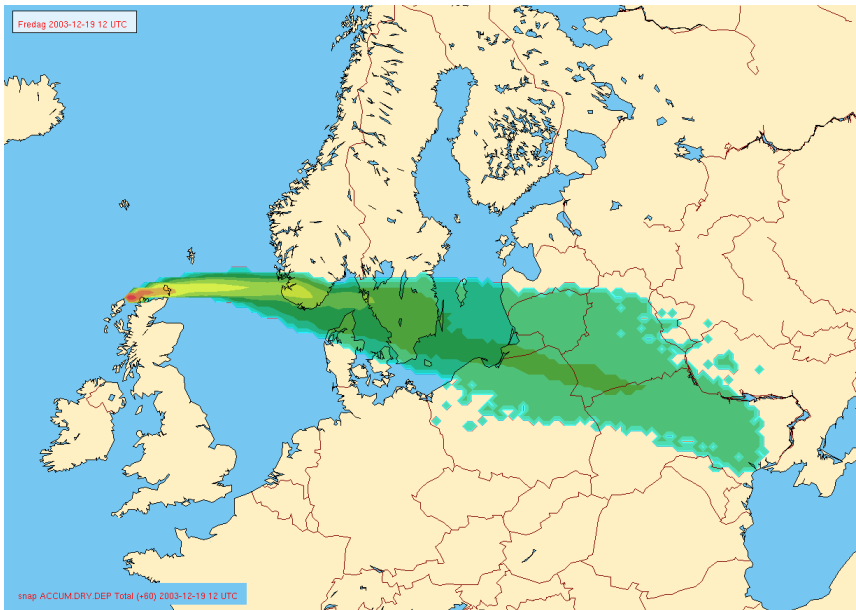 Fredag 2003-12-19 12 UTC
snap ACCUM.DRY.DEP Total (+60) 2003-12-19 12 UTC